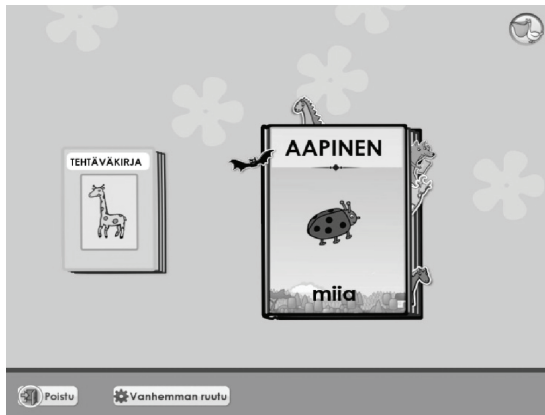 TEHTÄVÄKIRJA
AAPINEN
miia
Poistu
Vanhemman ruutu